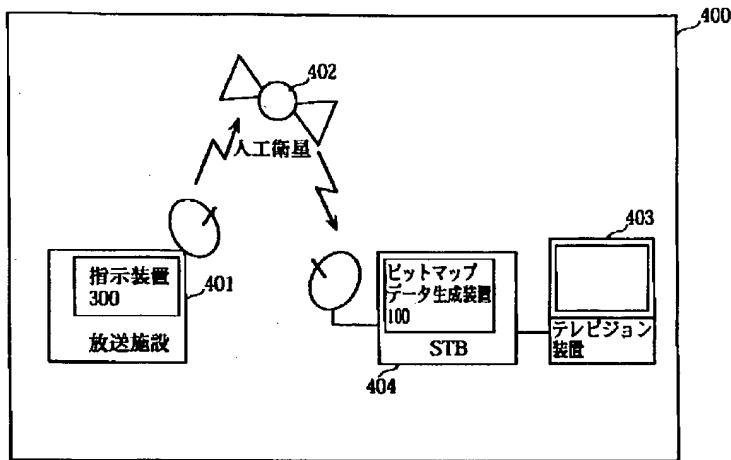 400
402
人工衛星
指示装置
300
放送施設
401
ビットマップ
データ生成装置
100
STB
404
403
テレビジョン
装置